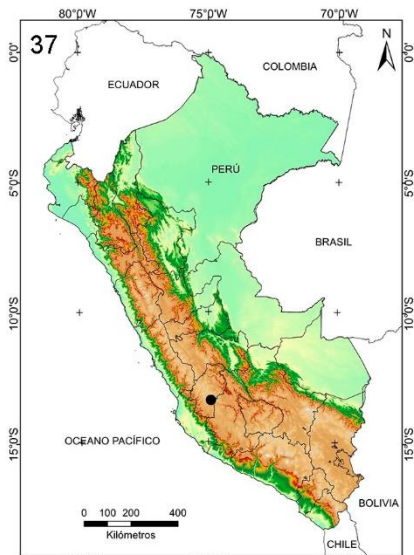 80°0'W 75°0'W 70°0'W
37
N
0°0' 0°0'
COLOMBIA
ECUADOR
PERÚ
5°0'S 5°0'S
BRASIL
10°0'S 10°0'S
OCEANO PACÍFICO
15°0'S 15°0'S
BOLIVIA
0 100 200 400
Kilómetros
CHILE